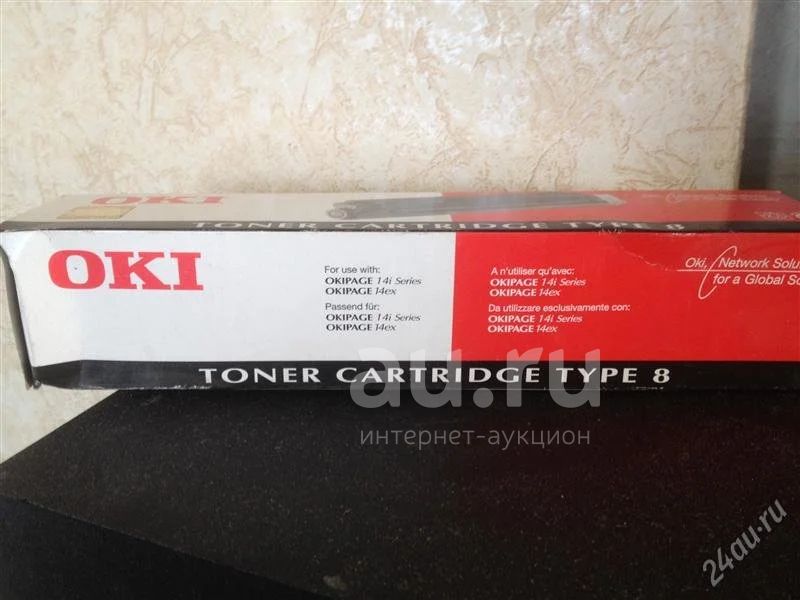 OKI
TONER CARTRIDGE TYPE 8
OKI
For use with:
OKIPAGE 14i Series
OKIPAGE 14ex
Passend für:
OKIPAGE 14i Series
OKIPAGE 14ex
A n'utiliser qu'avec:
OKIPAGE 14i Series
OKIPAGE 14ex
Da utilizzare esclusivamente con:
OKIPAGE 14i Series
OKIPAGE 14ex
Oki, Network Solu
for a Global So
TONER CARTRIDGE TYPE 8
au.ru
интернет-аукцион
24au.ru